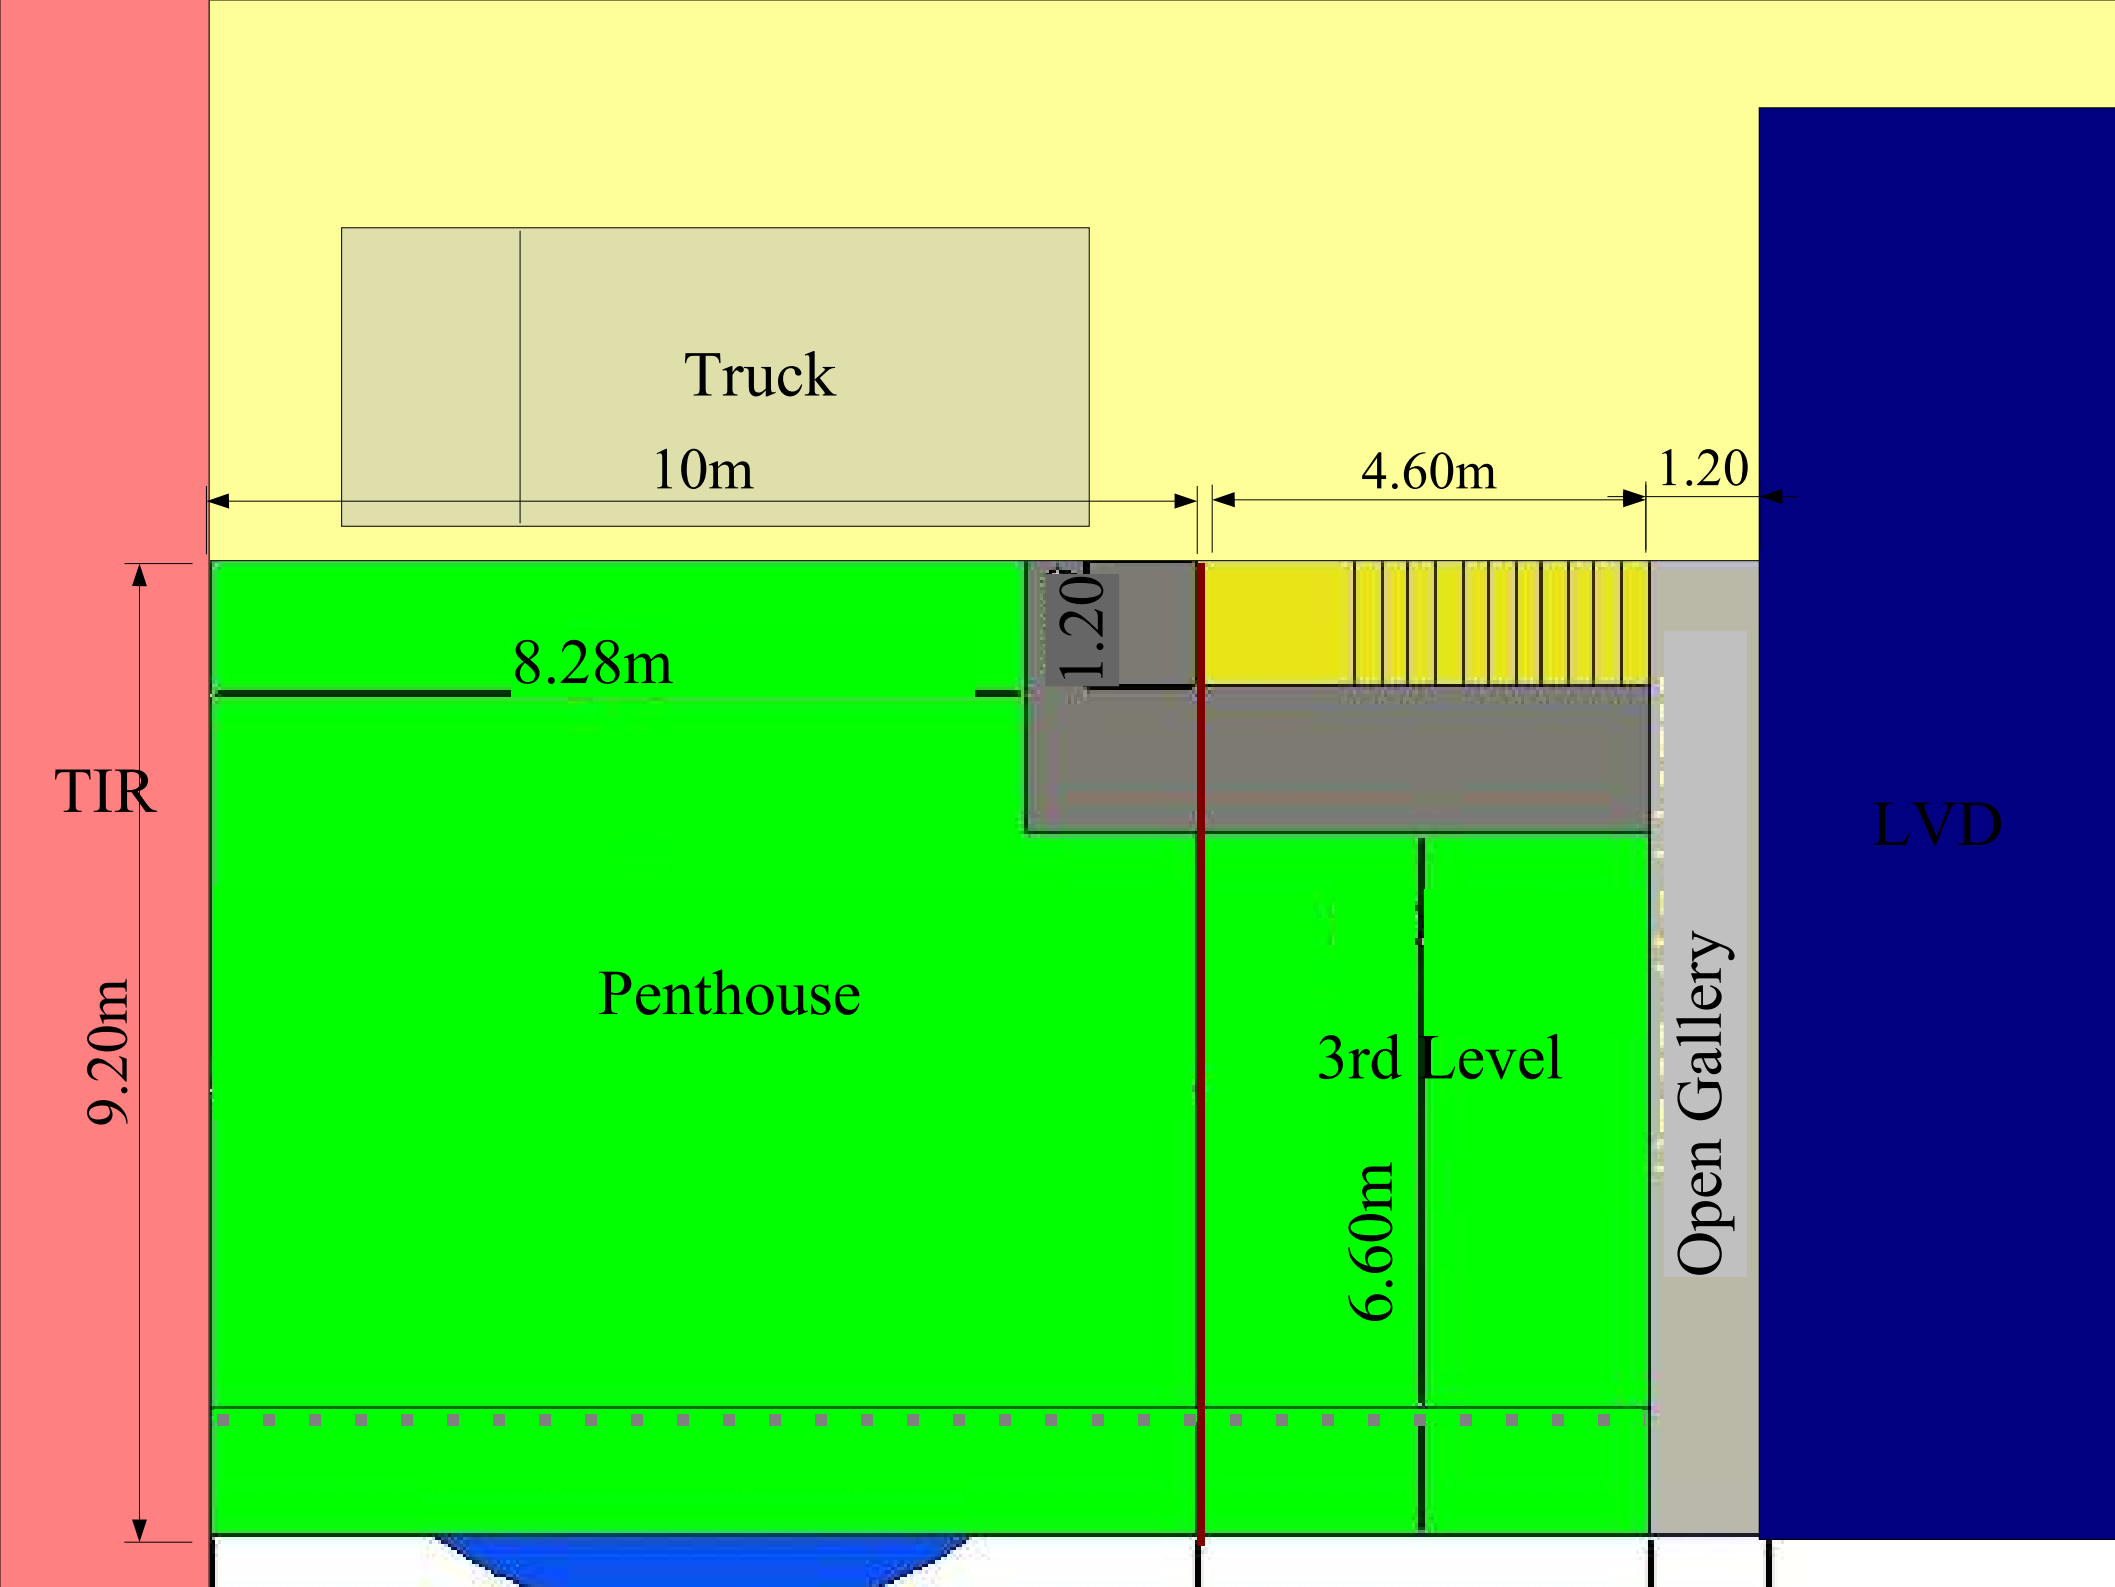 Truck
10m
4.60m
1.20
1.20
8.28m
TIR
LVD
Penthouse
3rd Level
9.20m
6.60m
Open Gallery